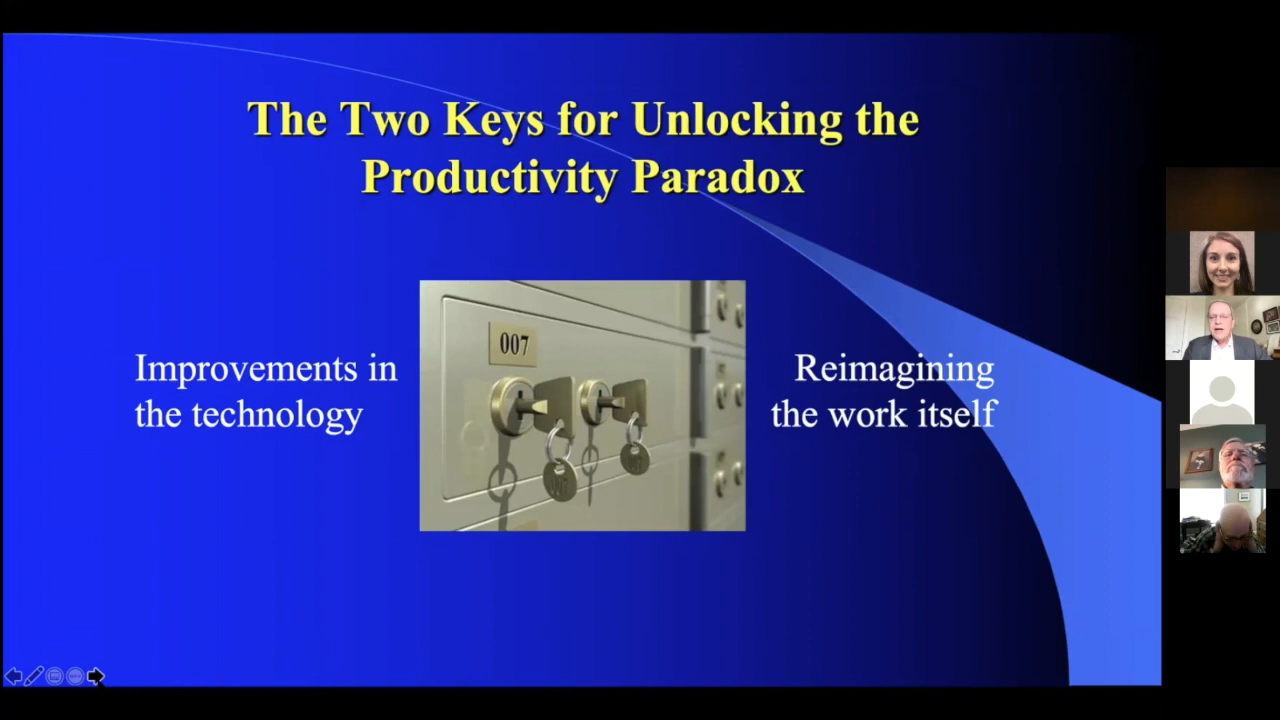 The Two Keys for Unlocking the
Productivity Paradox
Improvements in
the technology
007
Reimagining
the work itself